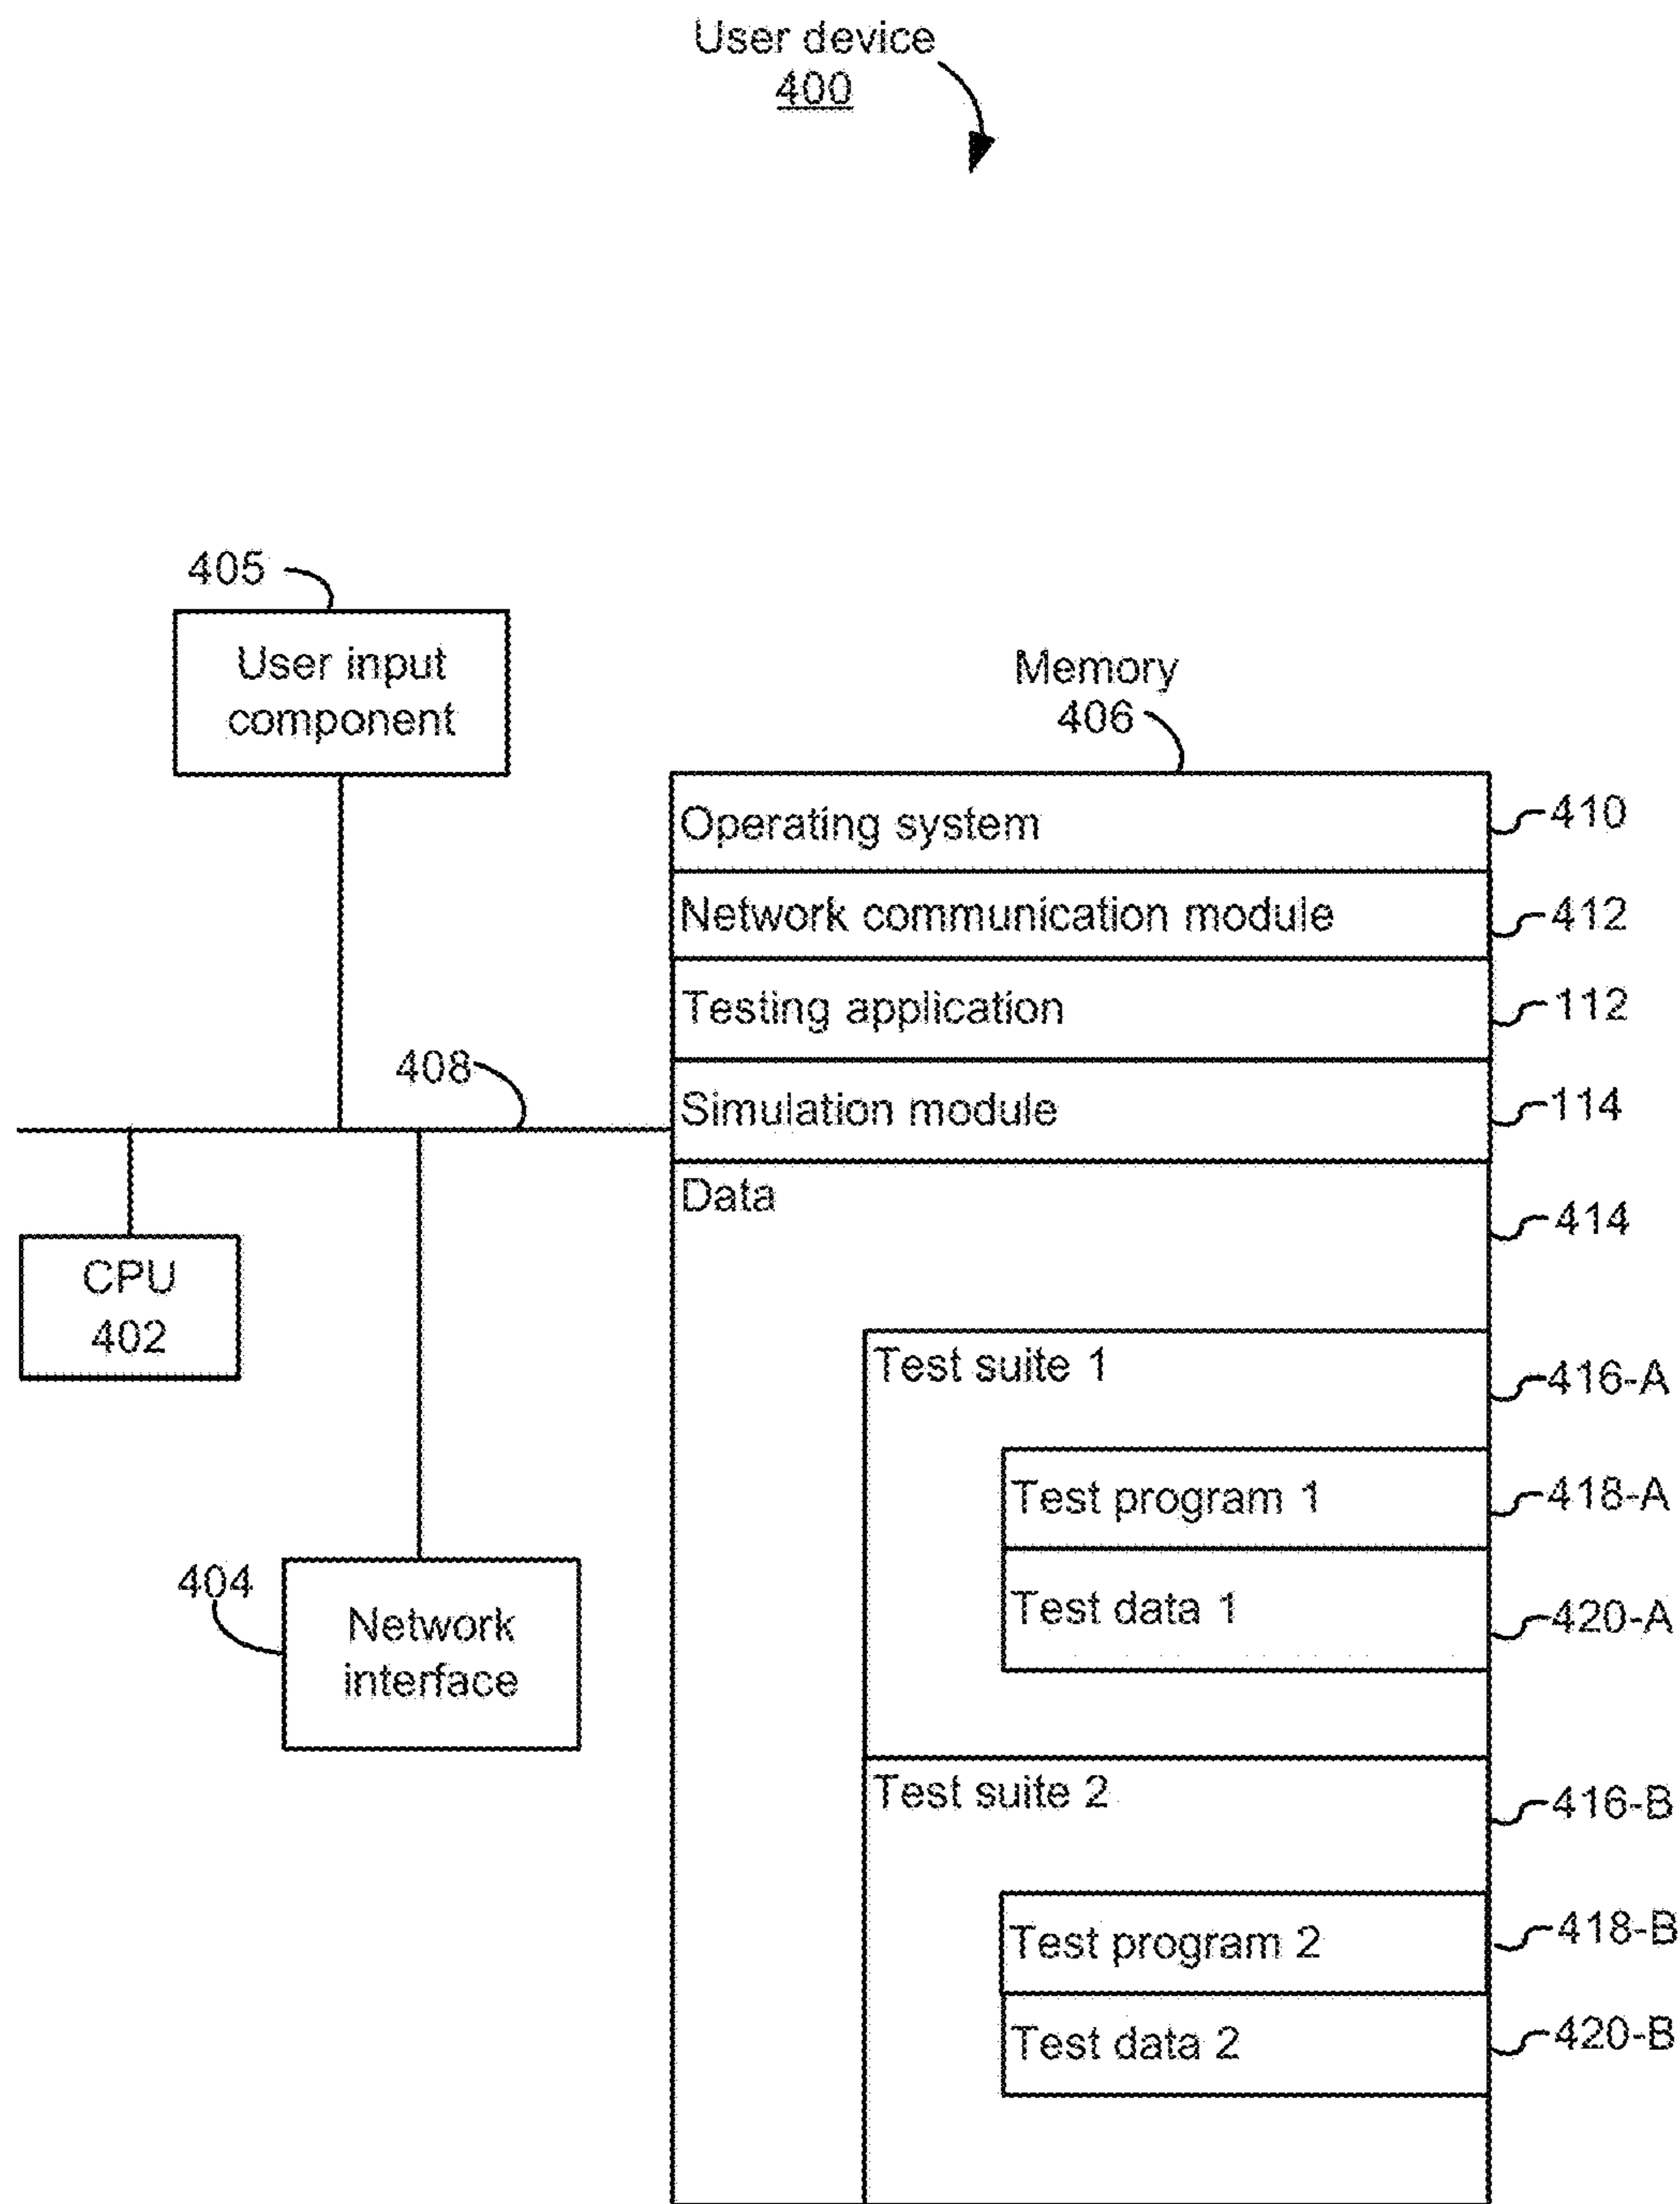 User device
400
405
User input
component
Memory
406
Operating system
410
Network communication module
412
Testing application
112
408
Simulation module
114
Data
414
CPU
402
Test suite 1
416-A
Test program 1
418-A
404
Network
interface
Test data 1
420-A
Test suite 2
416-B
Test program 2
418-B
Test data 2
420-B